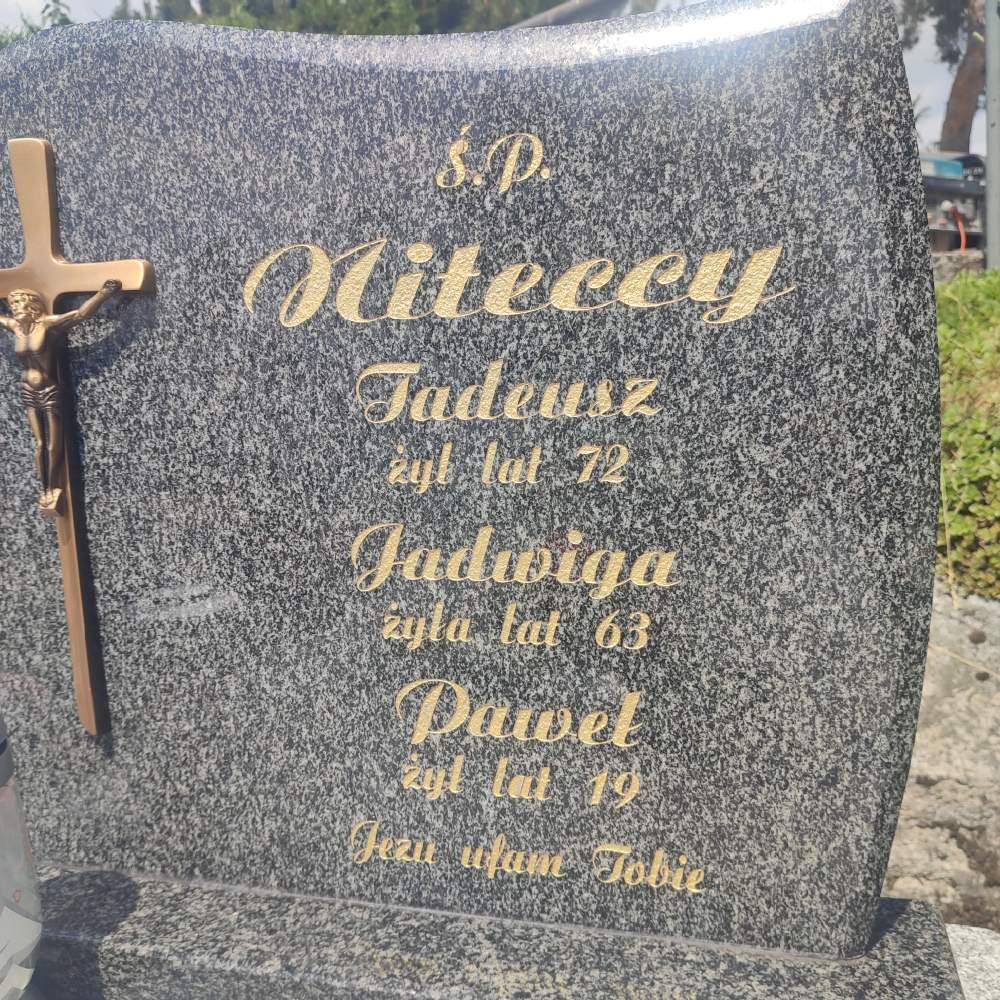 ś.P.
Niteccy
Tadeusz
żył lat 72
Jadwiga
żyła lat 63
Paweł
żył lat 19
Jezu ufam Tobie